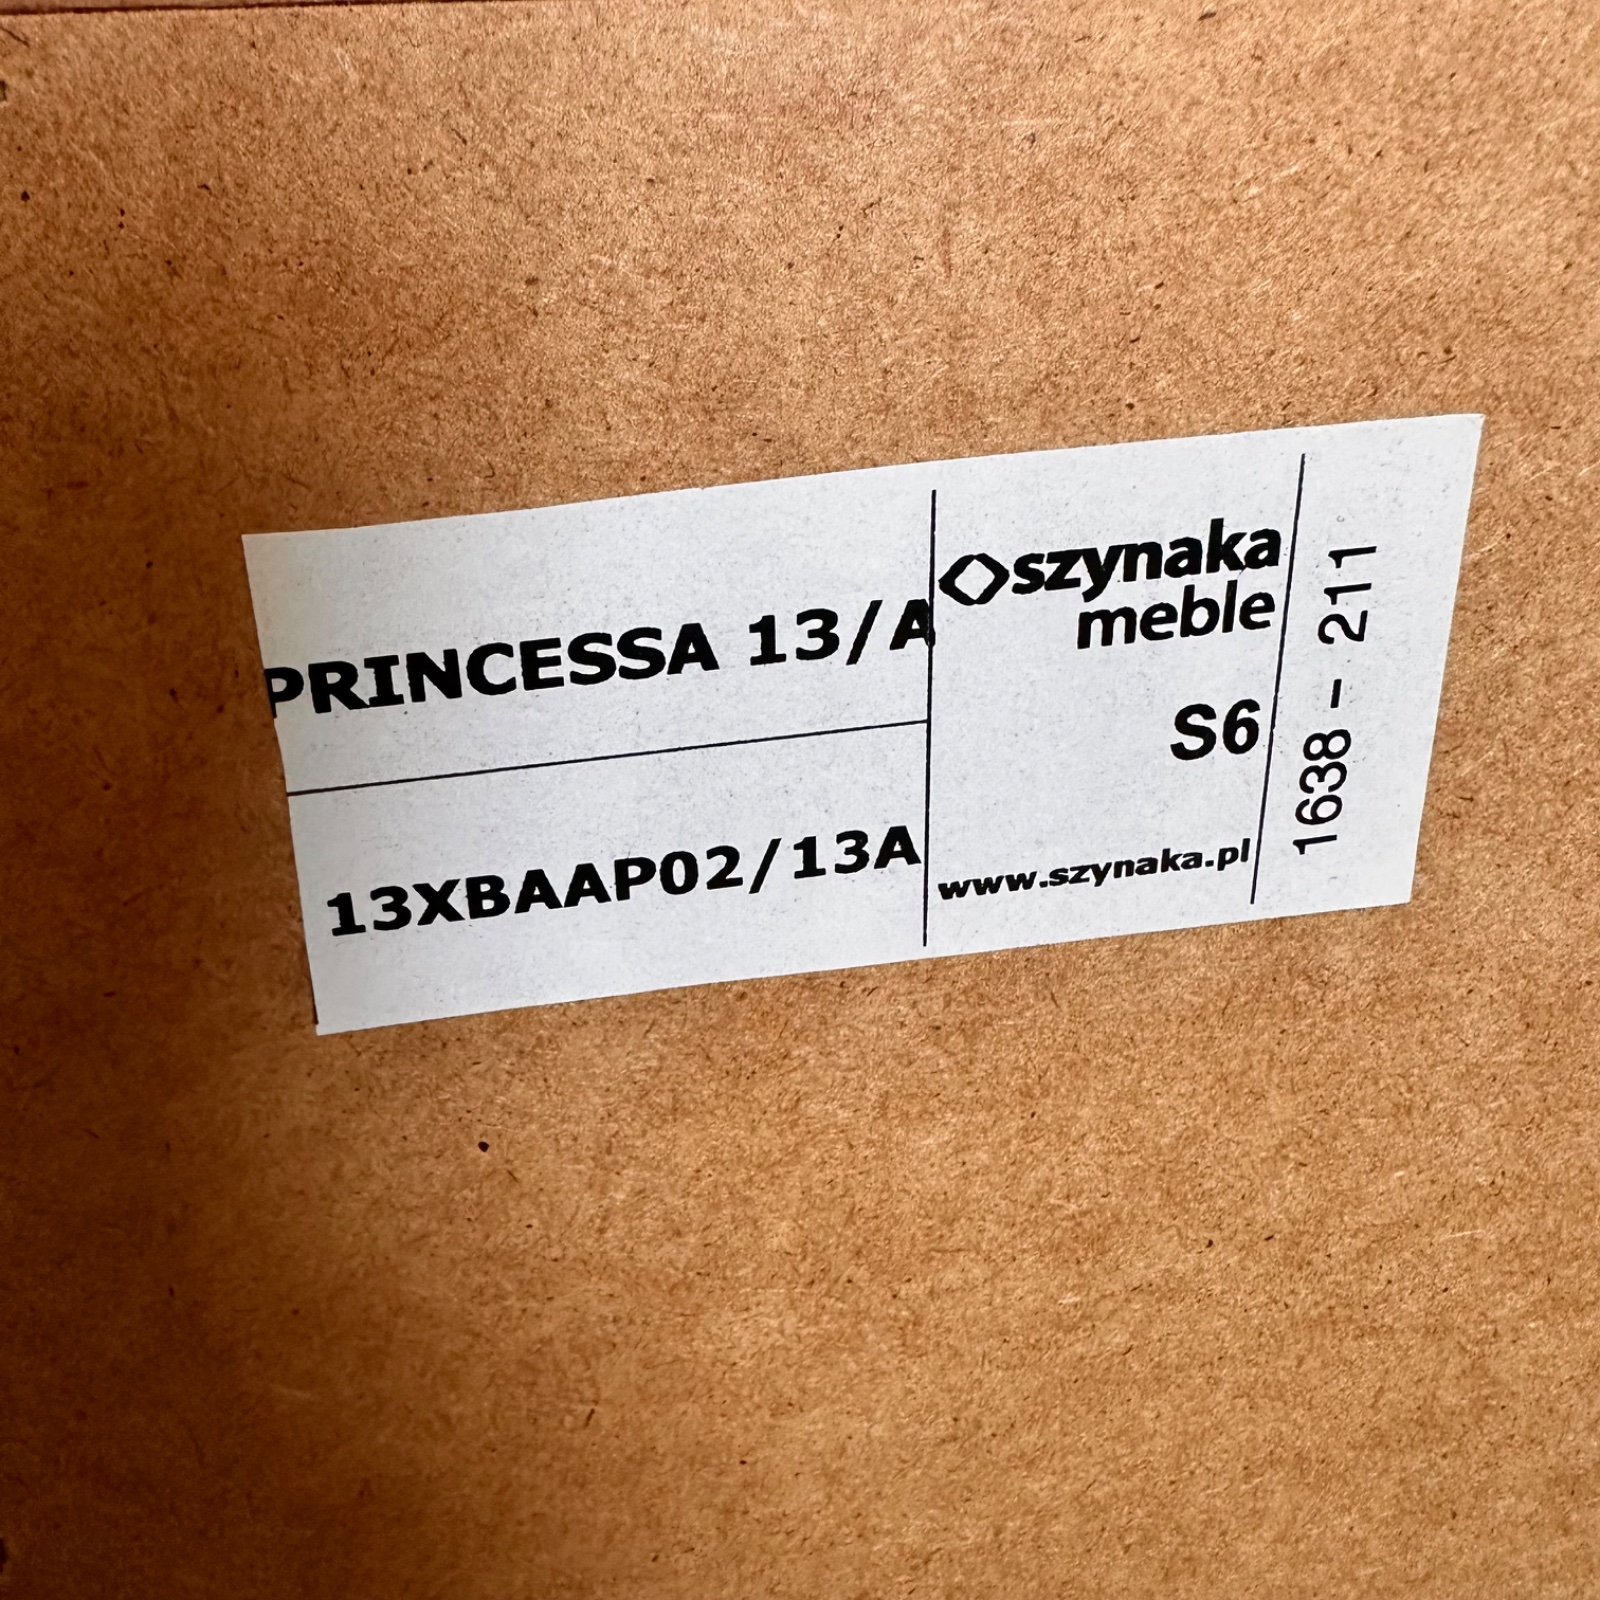 PRINCESSA 13/A
13XBAAP02/13A
szynaka
meble
S6
www.szynaka.pl
1638 - 211